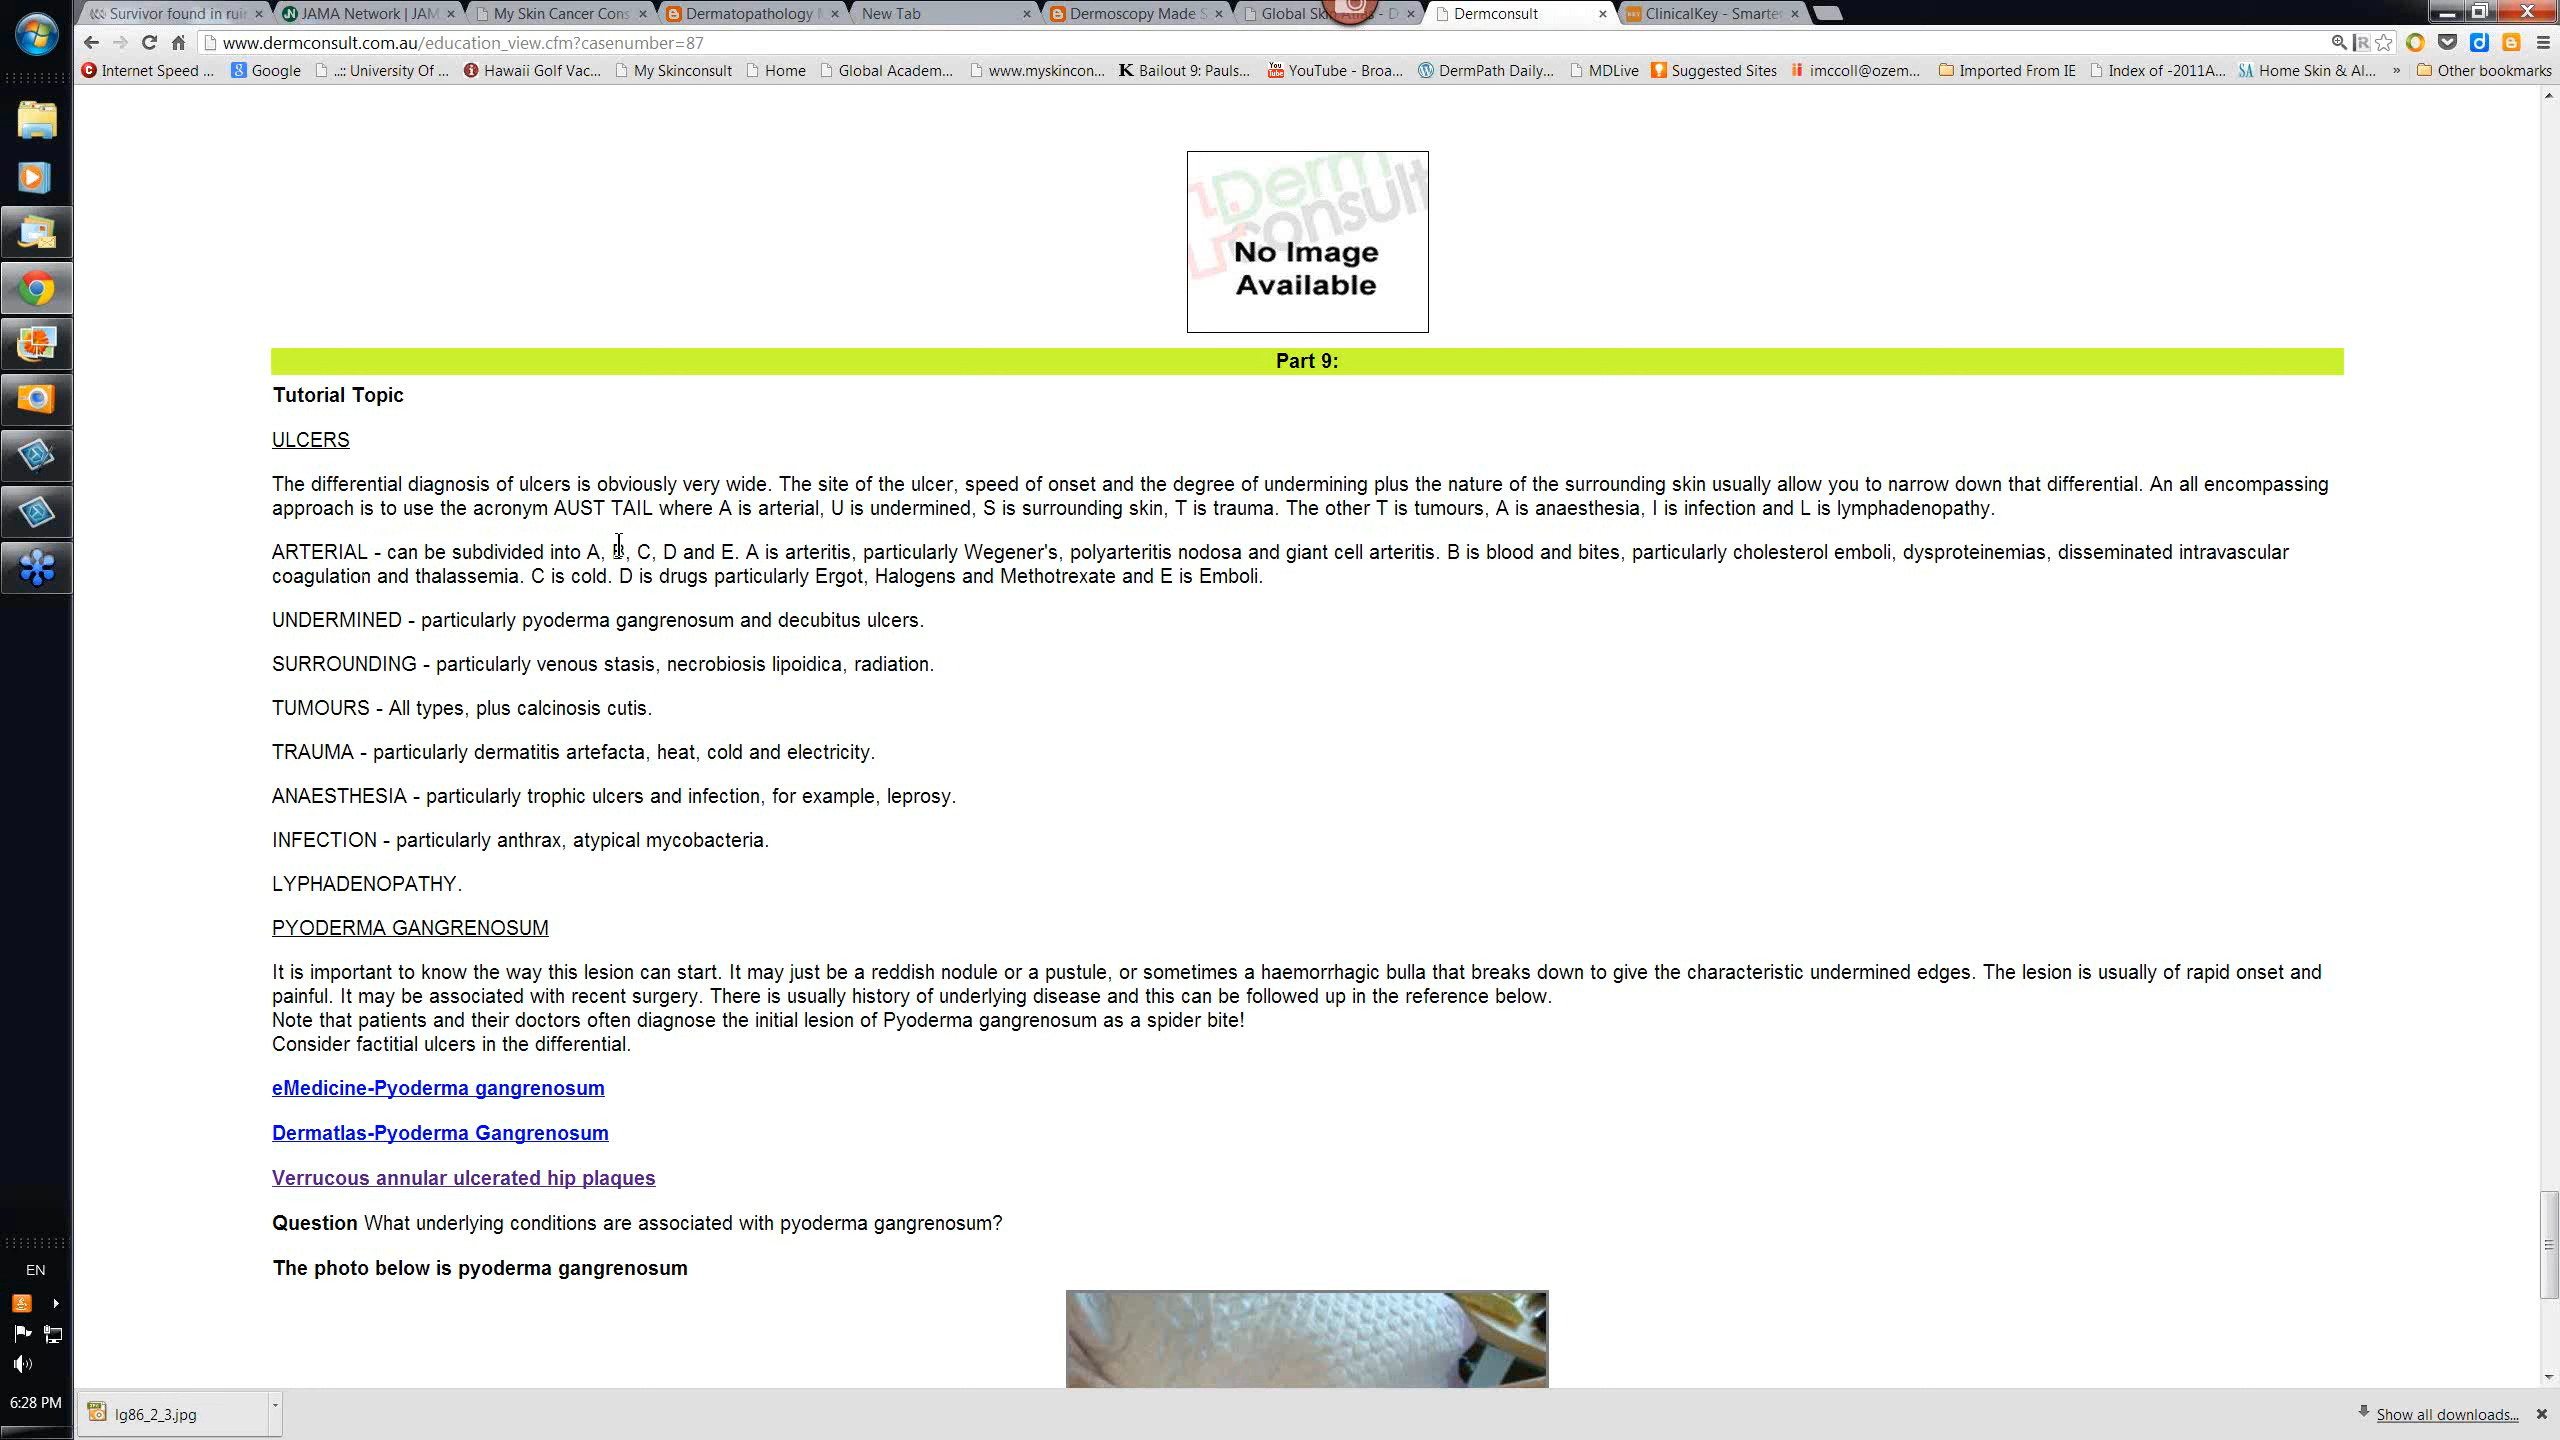 Survivor found in ruin
JAMA Network | JAM
My Skin Cancer Cons
Dermatopathology
New Tab
Dermoscopy Made S
Global Skin Atlas - D
Dermconsult
ClinicalKey - Smarte
www.dermconsult.com.au/education_view.cfm?casenumber=87
Internet Speed ...
Google
..:: University Of ...
Hawaii Golf Vac...
My Skinconsult
Home
Global Academ...
www.myskincon...
K Bailout 9: Pauls...
YouTube - Broa...
DermPath Daily...
MDLive
Suggested Sites
imccoll@ozem...
Imported From IE
Index of -2011A...
SA Home Skin & Al...
»
Other bookmarks
Derm
consult
No Image
Available
Part 9:
Tutorial Topic
ULCERS
The differential diagnosis of ulcers is obviously very wide. The site of the ulcer, speed of onset and the degree of undermining plus the nature of the surrounding skin usually allow you to narrow down that differential. An all encompassing
approach is to use the acronym AUST TAIL where A is arterial, U is undermined, S is surrounding skin, T is trauma. The other T is tumours, A is anaesthesia, I is infection and L is lymphadenopathy.
ARTERIAL - can be subdivided into A, B, C, D and E. A is arteritis, particularly Wegener's, polyarteritis nodosa and giant cell arteritis. B is blood and bites, particularly cholesterol emboli, dysproteinemias, disseminated intravascular
coagulation and thalassemia. C is cold. D is drugs particularly Ergot, Halogens and Methotrexate and E is Emboli.
UNDERMINED - particularly pyoderma gangrenosum and decubitus ulcers.
SURROUNDING - particularly venous stasis, necrobiosis lipoidica, radiation.
TUMOURS - All types, plus calcinosis cutis.
TRAUMA - particularly dermatitis artefacta, heat, cold and electricity.
ANAESTHESIA - particularly trophic ulcers and infection, for example, leprosy.
INFECTION - particularly anthrax, atypical mycobacteria.
LYPHADENOPATHY.
PYODERMA GANGRENOSUM
It is important to know the way this lesion can start. It may just be a reddish nodule or a pustule, or sometimes a haemorrhagic bulla that breaks down to give the characteristic undermined edges. The lesion is usually of rapid onset and
painful. It may be associated with recent surgery. There is usually history of underlying disease and this can be followed up in the reference below.
Note that patients and their doctors often diagnose the initial lesion of Pyoderma gangrenosum as a spider bite!
Consider factitial ulcers in the differential.
eMedicine-Pyoderma gangrenosum
Dermatlas-Pyoderma Gangrenosum
Verrucous annular ulcerated hip plaques
Question What underlying conditions are associated with pyoderma gangrenosum?
The photo below is pyoderma gangrenosum
EN
6:28 PM
lg86_2_3.jpg
Show all downloads...